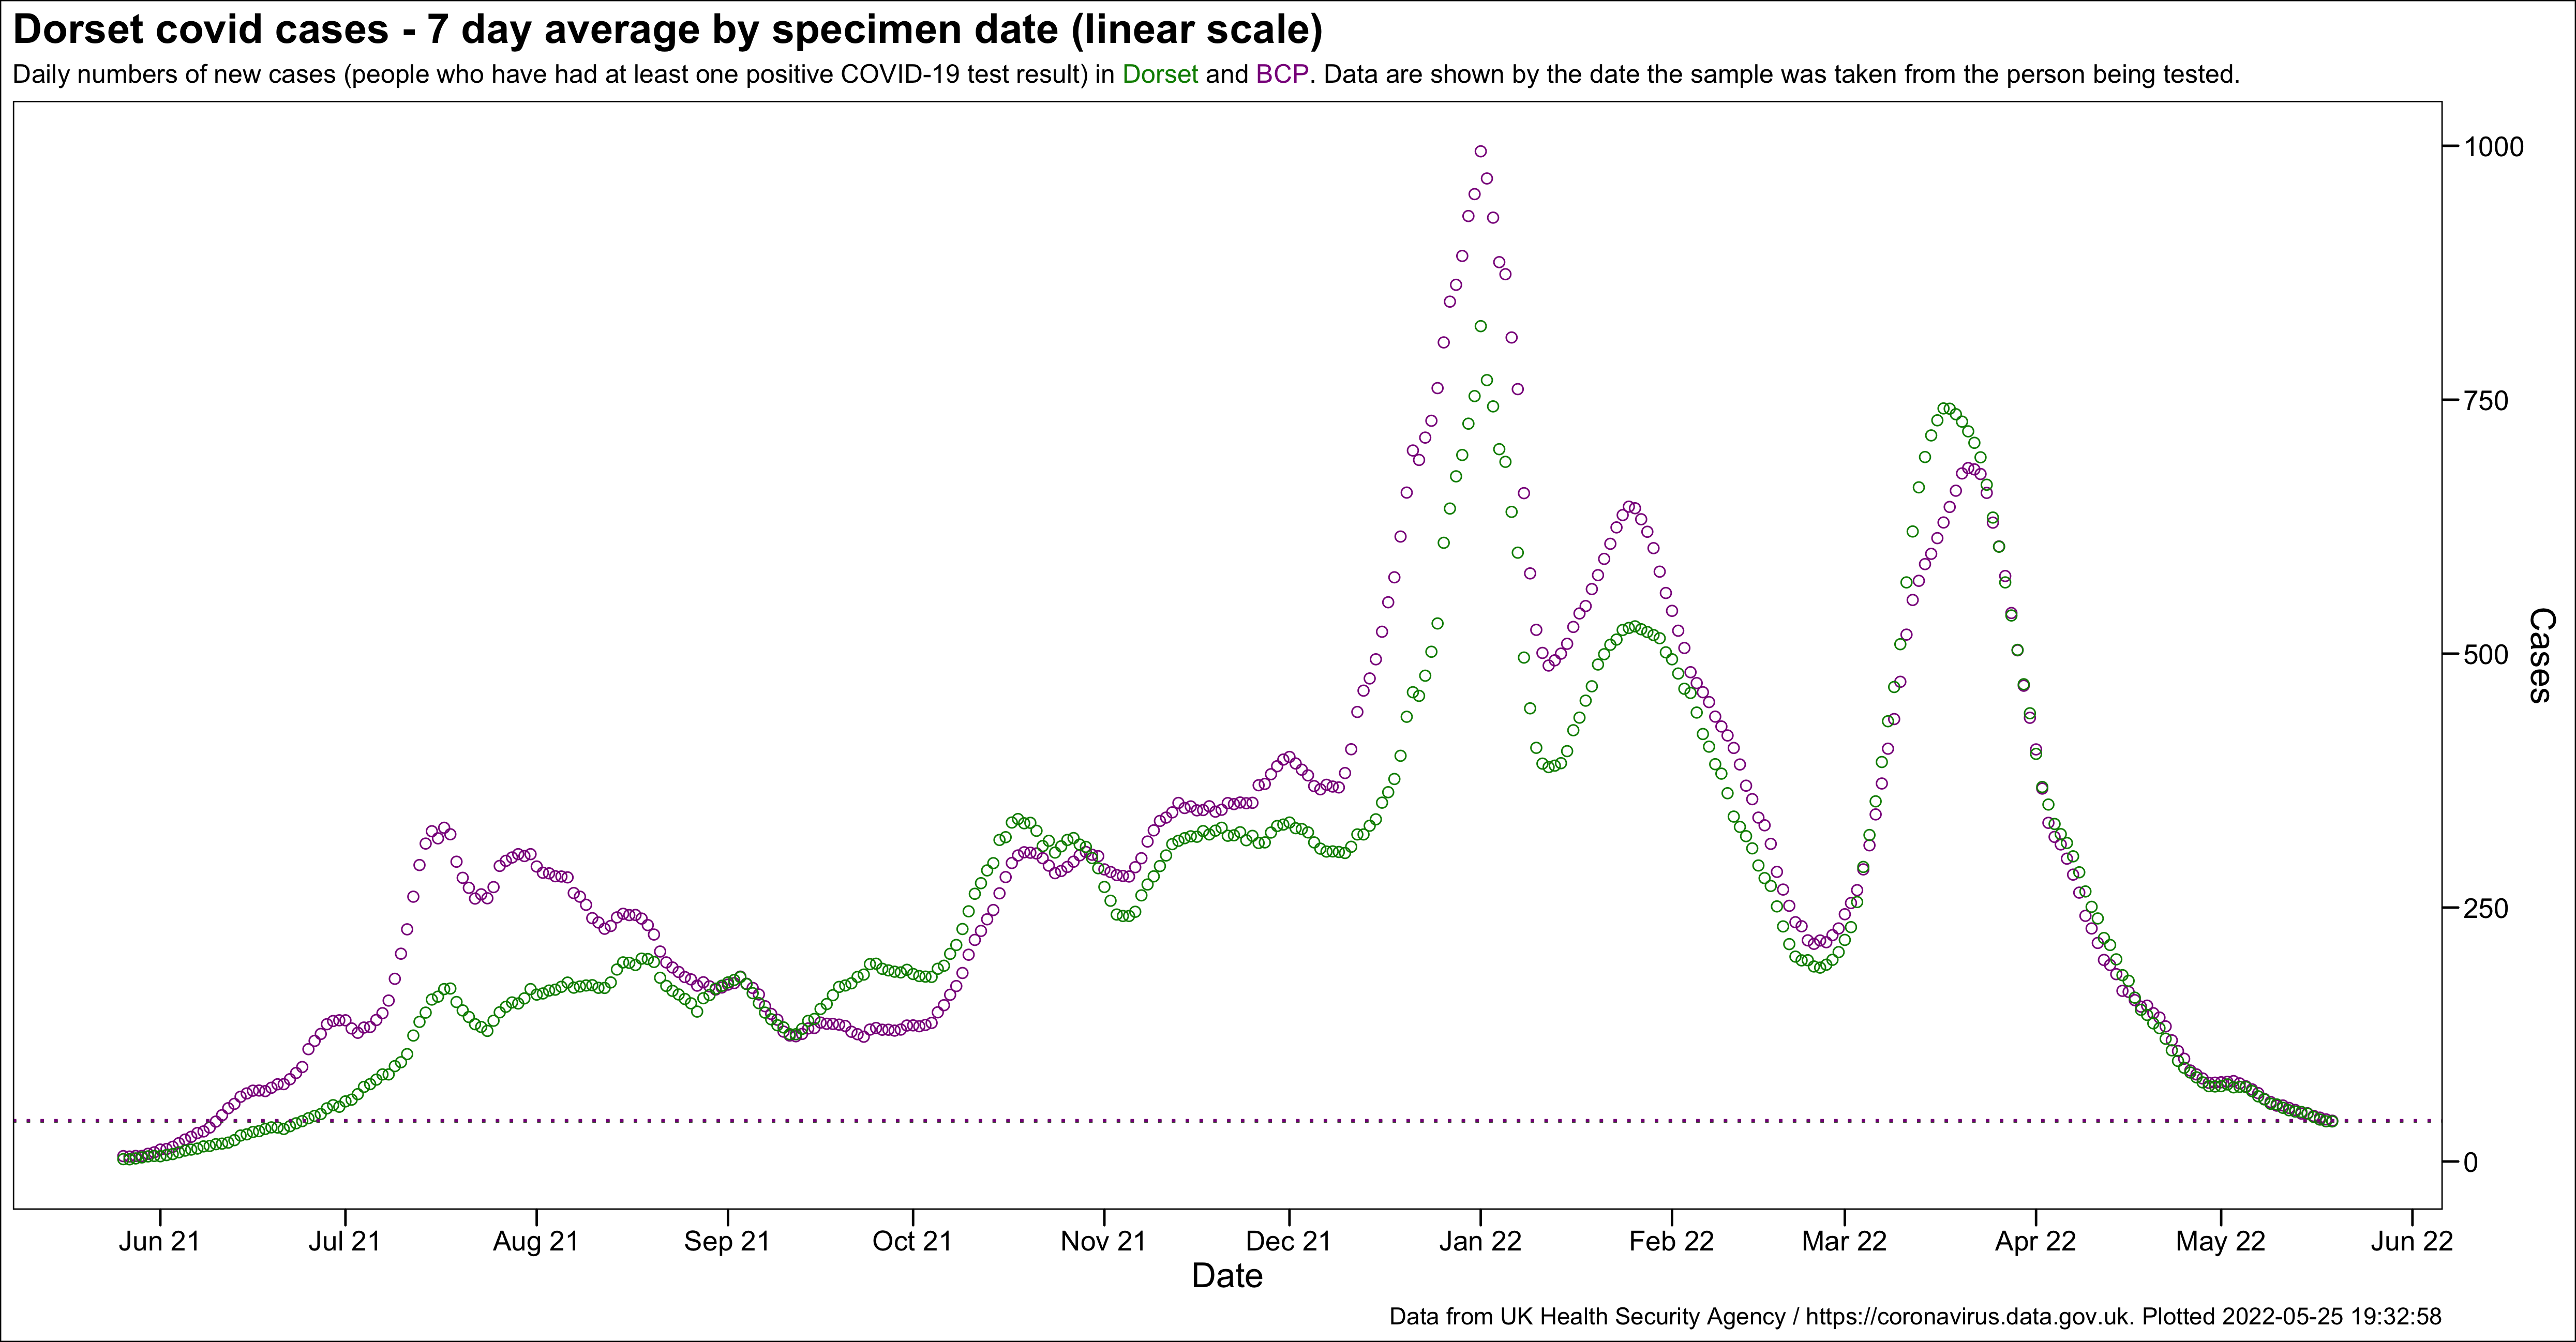 Dorset covid cases - 7 day average by specimen date (linear scale)
Daily numbers of new cases (people who have had at least one positive COVID-19 test result) in Dorset and BCP. Data are shown by the date the sample was taken from the person being tested.
1000
750
500
250
0
Cases
Jun 21 Jul 21 Aug 21 Sep 21 Oct 21 Nov 21 Dec 21 Jan 22 Feb 22 Mar 22 Apr 22 May 22 Jun 22
Date
Data from UK Health Security Agency / https://coronavirus.data.gov.uk. Plotted 2022-05-25 19:32:58